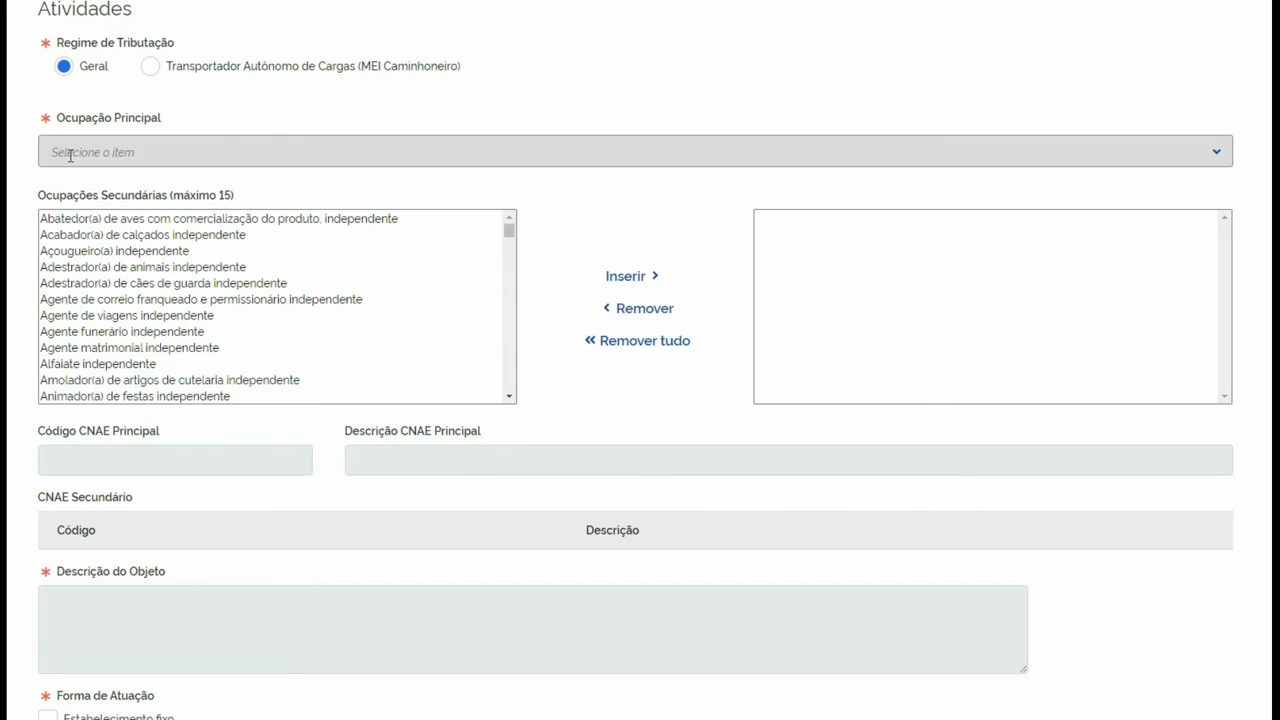 Atividades
* Regime de Tributação
Geral
Transportador Autônomo de Cargas (MEI Caminhoneiro)
* Ocupação Principal
Selecione o item
Ocupações Secundárias (máximo 15)
Abatedor(a) de aves com comercialização do produto, independente
Acabador(a) de calçados independente
Açougueiro(a) independente
Adestrador(a) de animais independente
Adestrador(a) de cães de guarda independente
Agente de correio franqueado e permissionário independente
Agente de viagens independente
Agente funerário independente
Agente matrimonial independente
Alfaiate independente
Amolador(a) de artigos de cutelaria independente
Animador(a) de festas independente
Inserir >
< Remover
« Remover tudo
Código CNAE Principal
Descrição CNAE Principal
CNAE Secundário
Código
Descrição
* Descrição do Objeto
* Forma de Atuação
Estabelecimento fixo